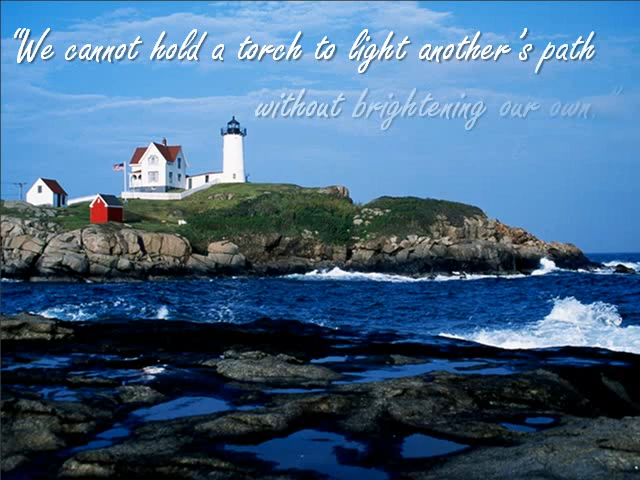 "We cannot hold a torch to light another's path
without brightening our own."